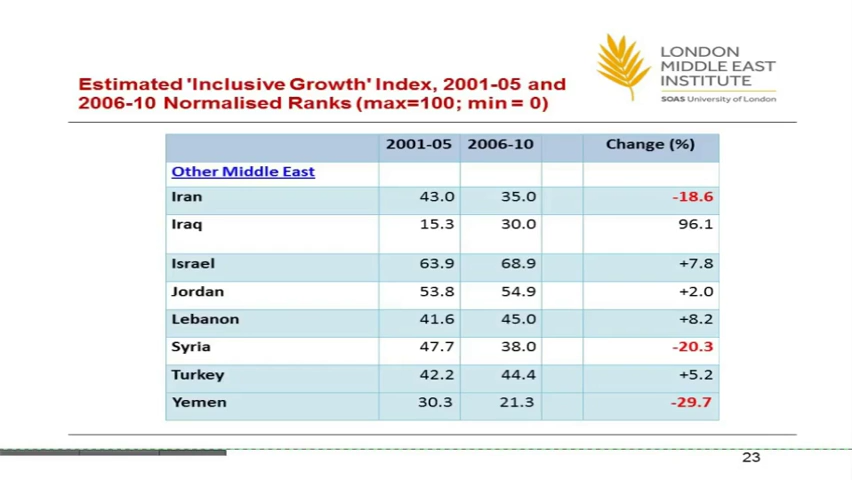 LONDON
MIDDLE EAST
INSTITUTE
SOAS University of London
Estimated 'Inclusive Growth' Index, 2001-05 and
2006-10 Normalised Ranks (max=100; min = 0)
2001-05 2006-10 Change (%)
Other Middle East
Iran 43.0 35.0 -18.6
Iraq 15.3 30.0 96.1
Israel 63.9 68.9 +7.8
Jordan 53.8 54.9 +2.0
Lebanon 41.6 45.0 +8.2
Syria 47.7 38.0 -20.3
Turkey 42.2 44.4 +5.2
Yemen 30.3 21.3 -29.7
23